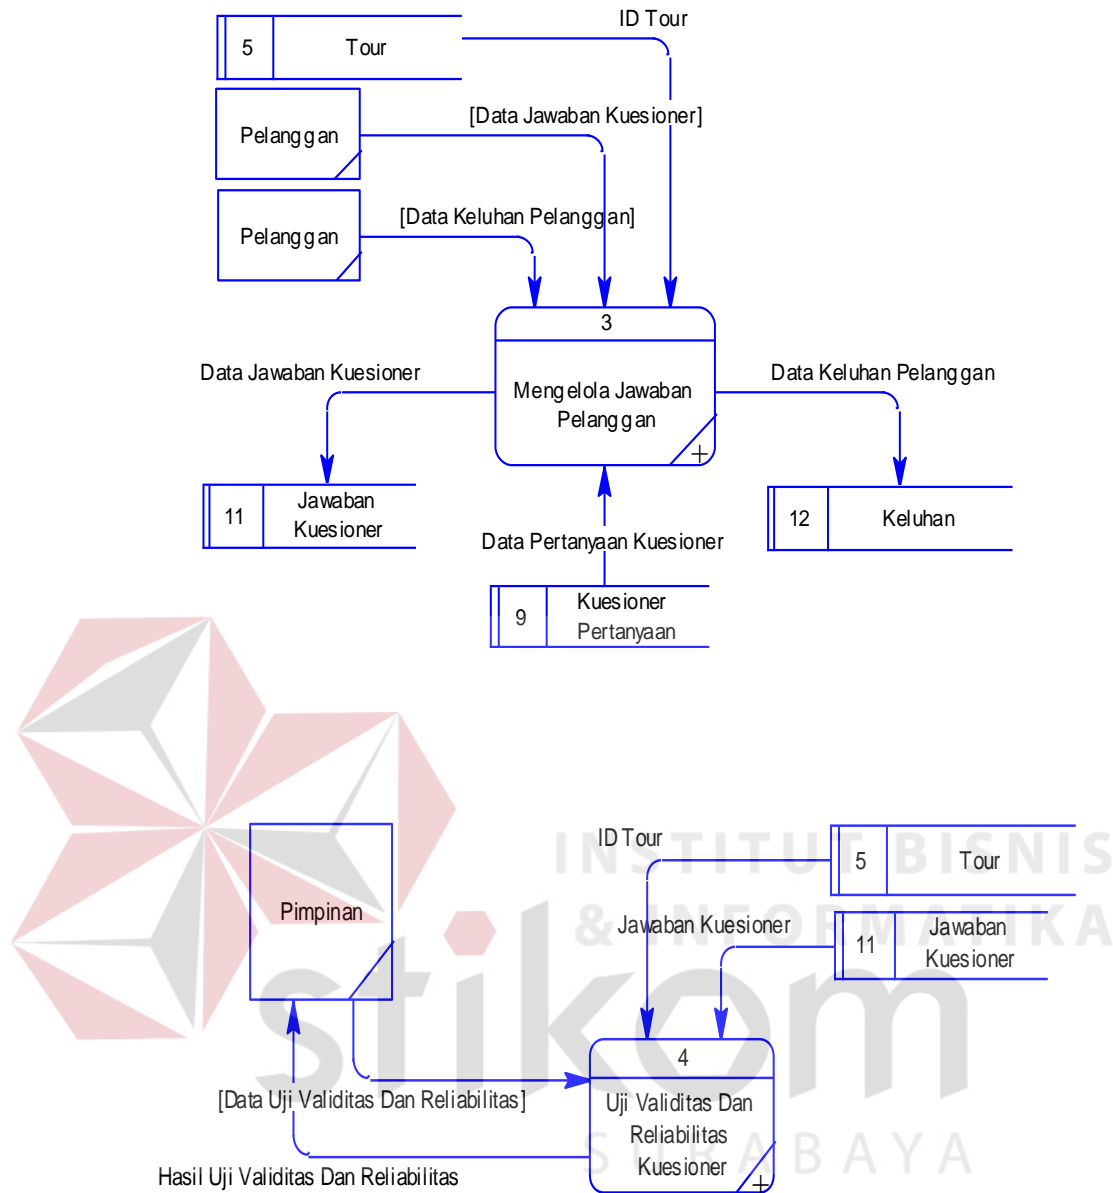 ID Tour
5 Tour
[Data Jawaban Kuesioner]
Pelanggan
[Data Keluhan Pelanggan]
Pelanggan
3
Mengelola Jawaban
Pelanggan
Data Jawaban Kuesioner
Data Keluhan Pelanggan
11
Jawaban
Kuesioner
12 Keluhan
Data Pertanyaan Kuesioner
9
Kuesioner
Pertanyaan
ID Tour
5 Tour
INSTITUT BISNIS
& INFORMATIKA
Pimpinan
Jawaban Kuesioner
11
Jawaban
Kuesioner
stikom
4
Uji Validitas Dan
Reliabilitas
Kuesioner
[Data Uji Validitas Dan Reliabilitas]
SURABAYA
Hasil Uji Validitas Dan Reliabilitas